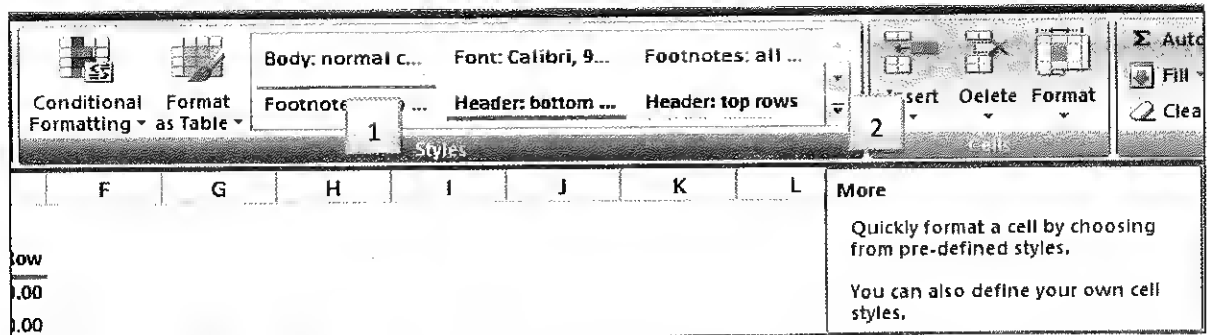 Body: normal c... Font: Calibri, 9... Footnotes: all ...
Σ Auto
Fill
Clea
Conditional Formatting
Format as Table
Footnote ... Header: bottom ... Header: top rows
1
2
Delete Format
Styles
Cells
F G H I J K L
More
Quickly format a cell by choosing
from pre-defined styles.
You can also define your own cell
styles.
0.00